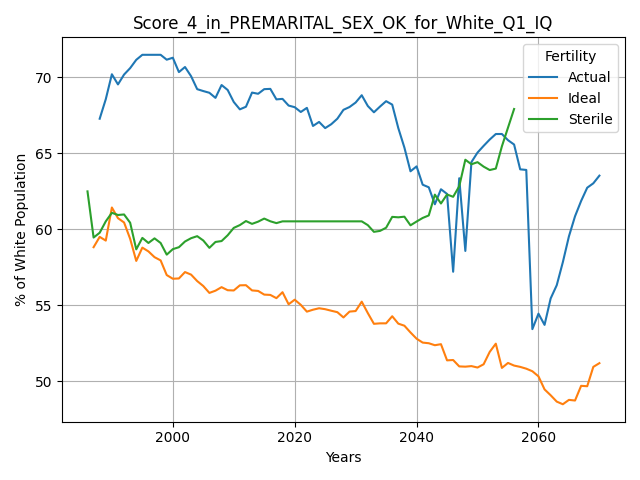 Score_4_in_PREMARITAL_SEX_OK_for_White_Q1_IQ
Fertility
Actual
Ideal
Sterile
% of White Population
70
65
60
55
50
2000
2020
2040
2060
Years